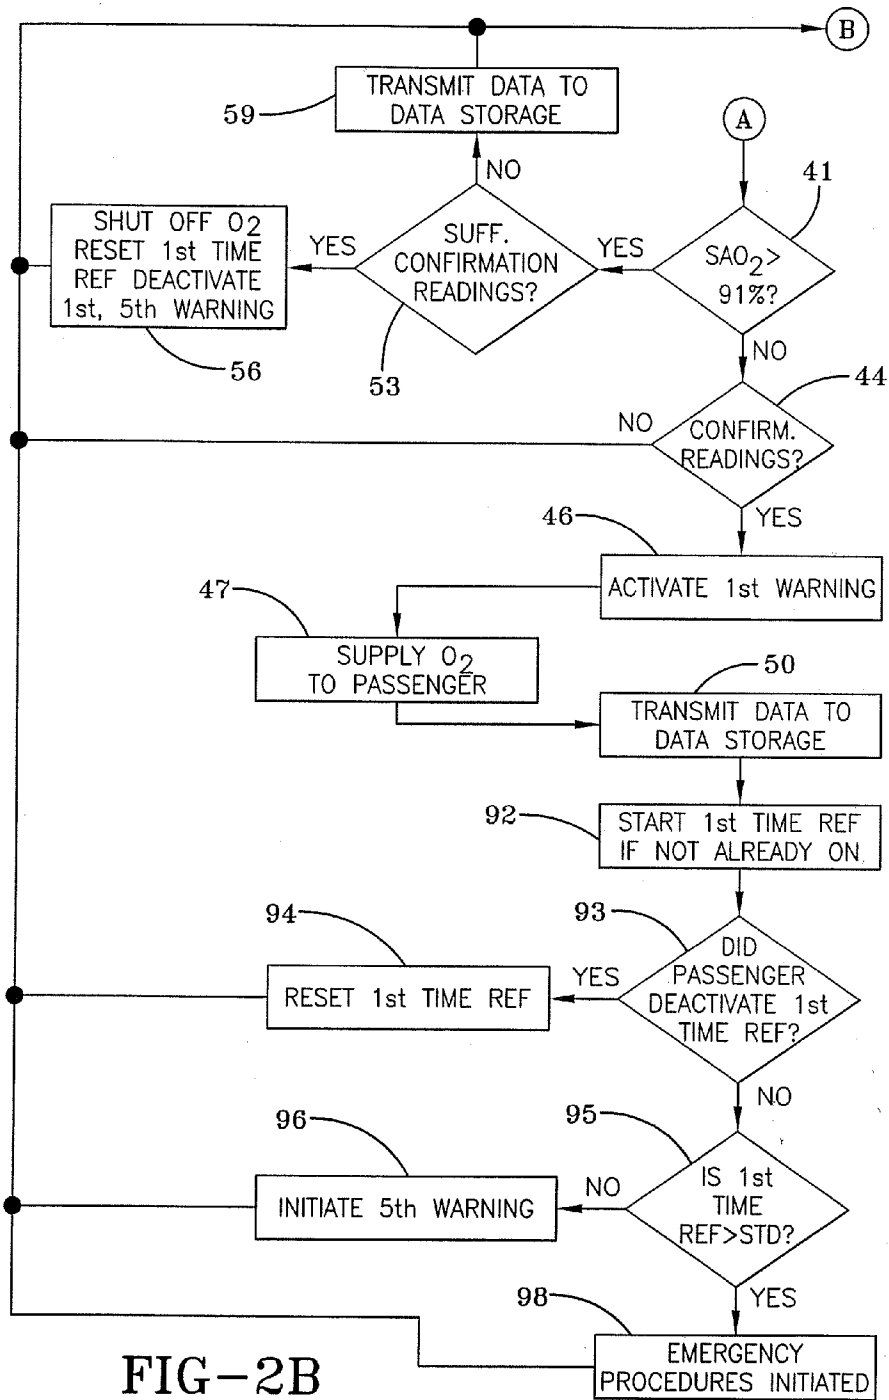 B
TRANSMIT DATA TO
DATA STORAGE
59
A
NO
41
SHUT OFF O2
RESET 1st TIME
REF DEACTIVATE
1st, 5th WARNING
YES
SUFF.
CONFIRMATION
READINGS?
YES
SAO2>
91%?
56
53
NO
44
NO
CONFIRM.
READINGS?
YES
46
ACTIVATE 1st WARNING
47
SUPPLY O2
TO PASSENGER
50
TRANSMIT DATA TO
DATA STORAGE
92
START 1st TIME REF
IF NOT ALREADY ON
94
93
DID
PASSENGER
DEACTIVATE 1st
TIME REF?
YES
RESET 1st TIME REF
NO
96
95
IS 1st
TIME
REF>STD?
NO
INITIATE 5th WARNING
YES
98
EMERGENCY
PROCEDURES INITIATED
FIG-2B